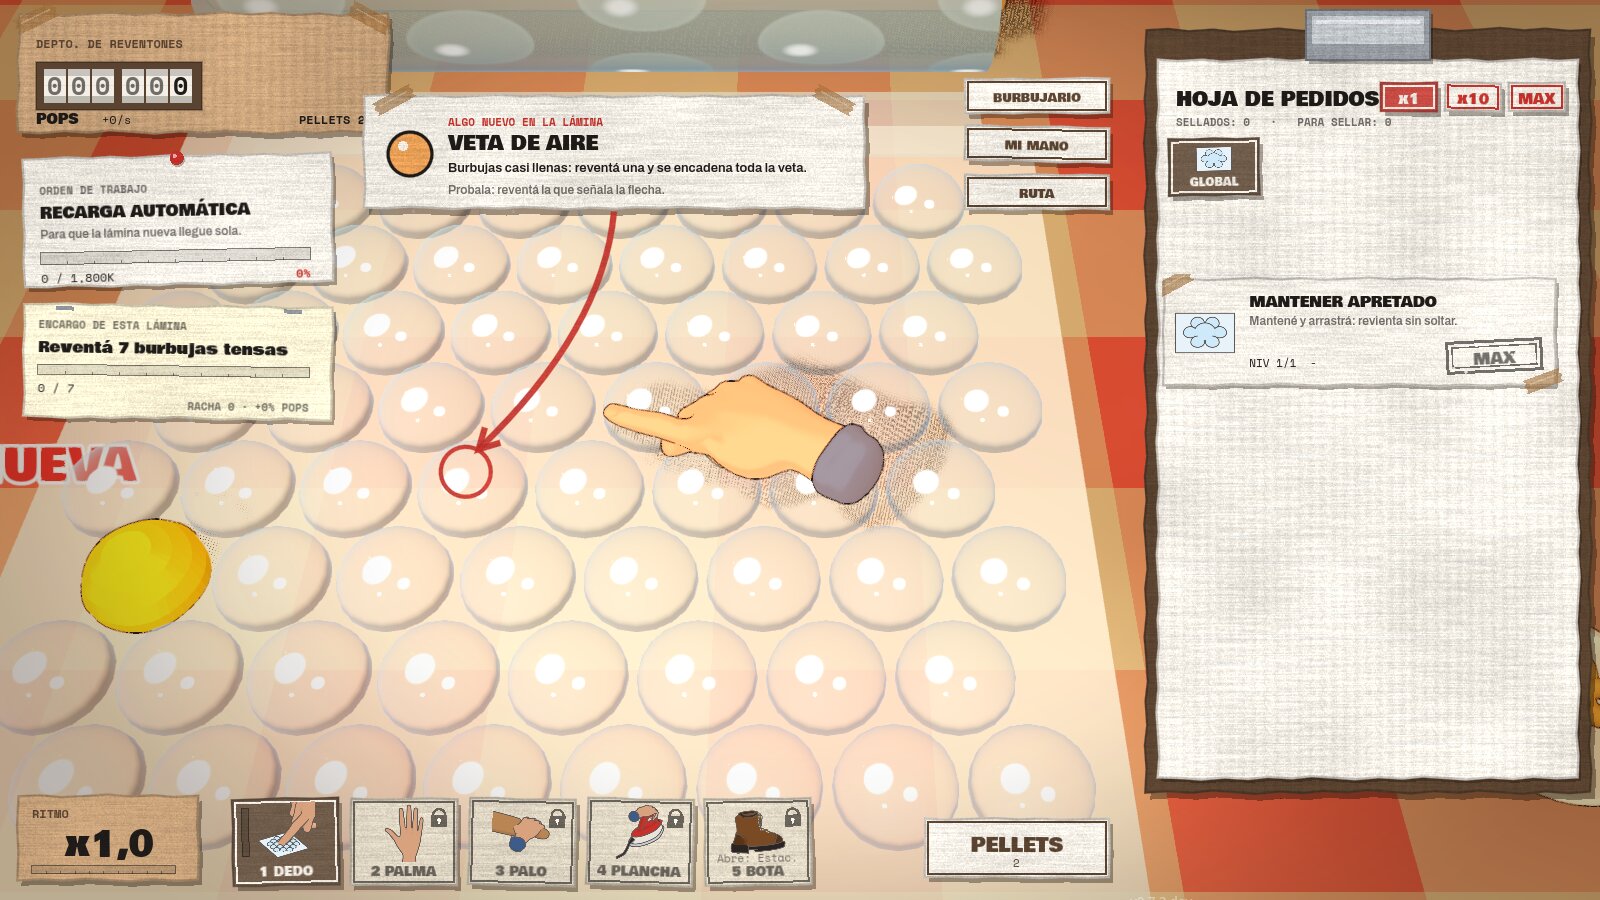 DEPTO. DE REVENTONES
000 000
POPS +0/s PELLETS 2
ORDEN DE TRABAJO
RECARGA AUTOMÁTICA
Para que la lámina nueva llegue sola.
0 / 1.800K 0%
ENCARGO DE ESTA LÁMINA
Reventá 7 burbujas tensas
0 / 7
RACHA 0 · +0% POPS
UEVA
ALGO NUEVO EN LA LÁMINA
VETA DE AIRE
Burbujas casi llenas: reventá una y se encadena toda la veta.
Probala: reventá la que señala la flecha.
BURBUJARIO
MI MANO
RUTA
HOJA DE PEDIDOS x1 x10 MAX
SELLADOS: 0 · PARA SELLAR: 0
GLOBAL
MANTENER APRETADO
Mantené y arrastrá: revienta sin soltar.
NIV 1/1 - MAX
RITMO
x1,0
1 DEDO
2 PALMA
3 PALO
4 PLANCHA
Abre: Estac.
5 BOTA
PELLETS
2